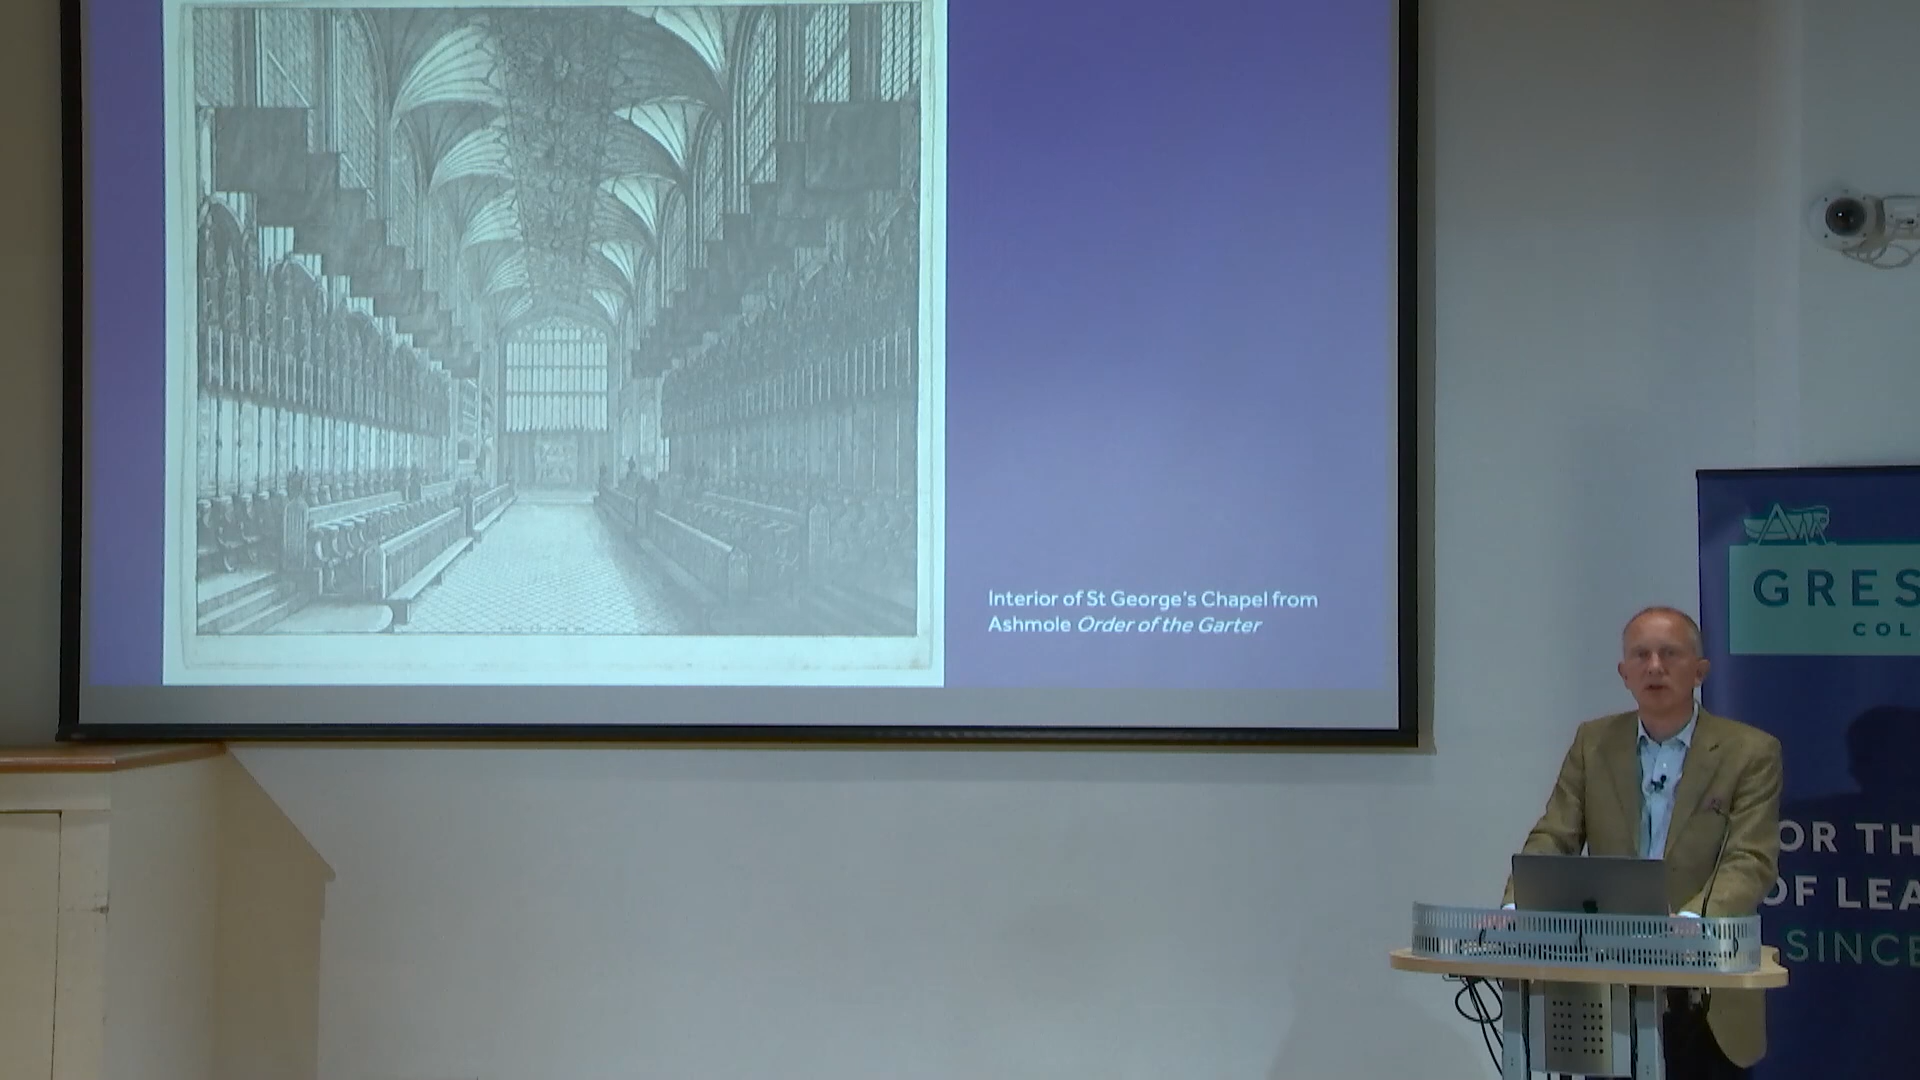 Interior of St George's Chapel from
Ashmole Order of the Garter
GRES
COL
OR TH
OF LEA
SINCE